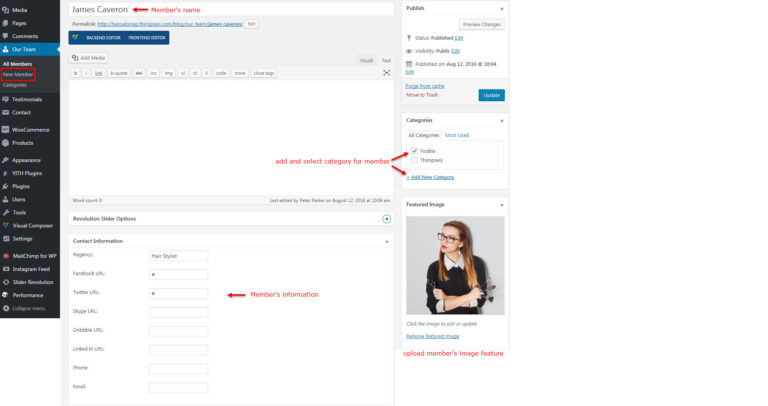 Media
Pages
Comments
Our Team
All Members
New Member
Categories
Testimonials
Contact
WooCommerce
Products
Appearance
YITH Plugins
Plugins
Users
Tools
Visual Composer
Settings
MailChimp for WP
Instagram Feed
Slider Revolution
Performance
Collapse menu
James Caveron
Member's name
Permalink: http://hairsalonwp.thimpress.com/blog/our_team/james-caveron/ Edit
BACKEND EDITOR FRONTEND EDITOR
Add Media
Visual Text
b i link b-quote del ins img ul ol li code more close tags
Word count: 0
Last edited by Peter Parker on August 12, 2016 at 10:04 am
Revolution Slider Options
Contact Information
Regency: Hair Stylist
Facebook URL: #
Twitter URL: #
Member's information
Skype URL:
Dribbble URL:
Linked In URL:
Phone:
Email:
Publish
Preview Changes
Status: Published Edit
Visibility: Public Edit
Published on: Aug 12, 2016 @ 10:04
Edit
Purge from cache
Move to Trash
Update
Categories
All Categories Most Used
Foobla
Thimpress
add and select category for member
+ Add New Category
Featured Image
Click the image to edit or update
Remove featured image
upload member's image feature